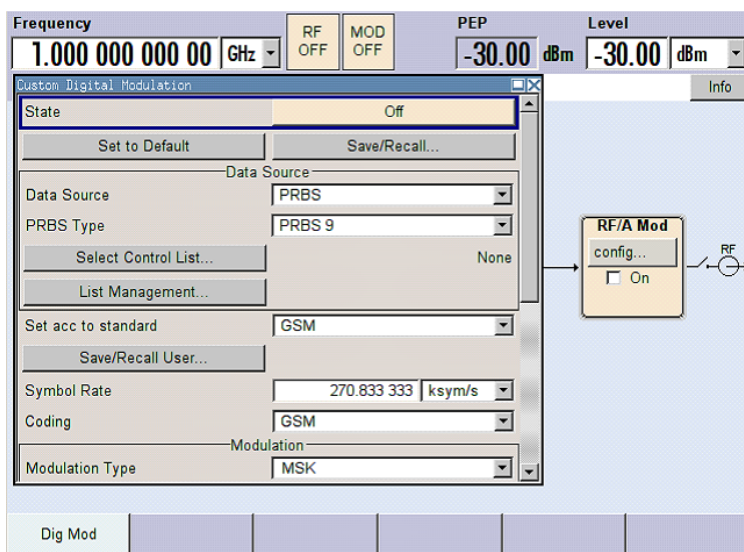 Frequency
RF OFF
MOD OFF
PEP
Level
1.000 000 000 00 GHz
-30.00 dBm
-30.00 dBm
Custom Digital Modulation
Info
State Off
Set to Default
Save/Recall...
Data Source
Data Source PRBS
PRBS Type PRBS 9
Select Control List... None
List Management...
Set acc to standard GSM
Save/Recall User...
Symbol Rate 270.833 333 ksym/s
Coding GSM
Modulation
Modulation Type MSK
RF/A Mod
config...
On
RF
Dig Mod